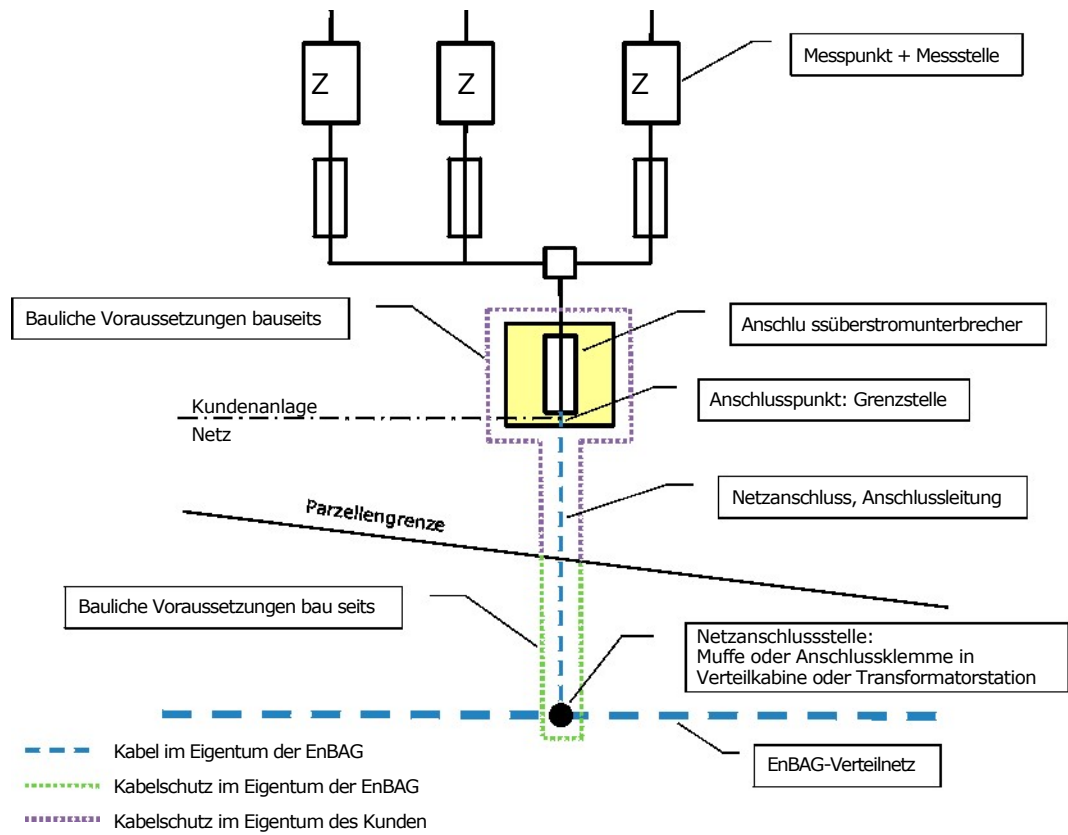 Z
Z
Z
Messpunkt + Messstelle
Bauliche Voraussetzungen bauseits
Anschlu ssüberstromunterbrecher
Kundenanlage
Anschlusspunkt: Grenzstelle
Netz
Netzanschluss, Anschlussleitung
Parzellengrenze
Bauliche Voraussetzungen bau seits
Netzanschlussstelle:
Muffe oder Anschlussklemme in
Verteilkabine oder Transformatorstation
Kabel im Eigentum der EnBAG
EnBAG-Verteilnetz
Kabelschutz im Eigentum der EnBAG
Kabelschutz im Eigentum des Kunden